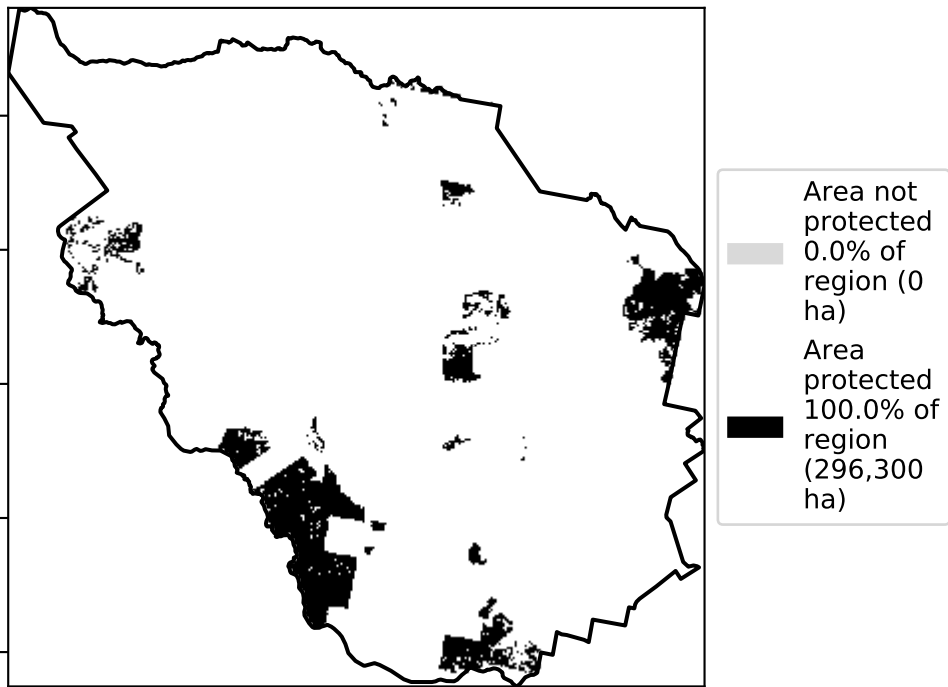 Area not
protected
0.0% of
region (0
ha)
Area
protected
100.0% of
region
(296,300
ha)